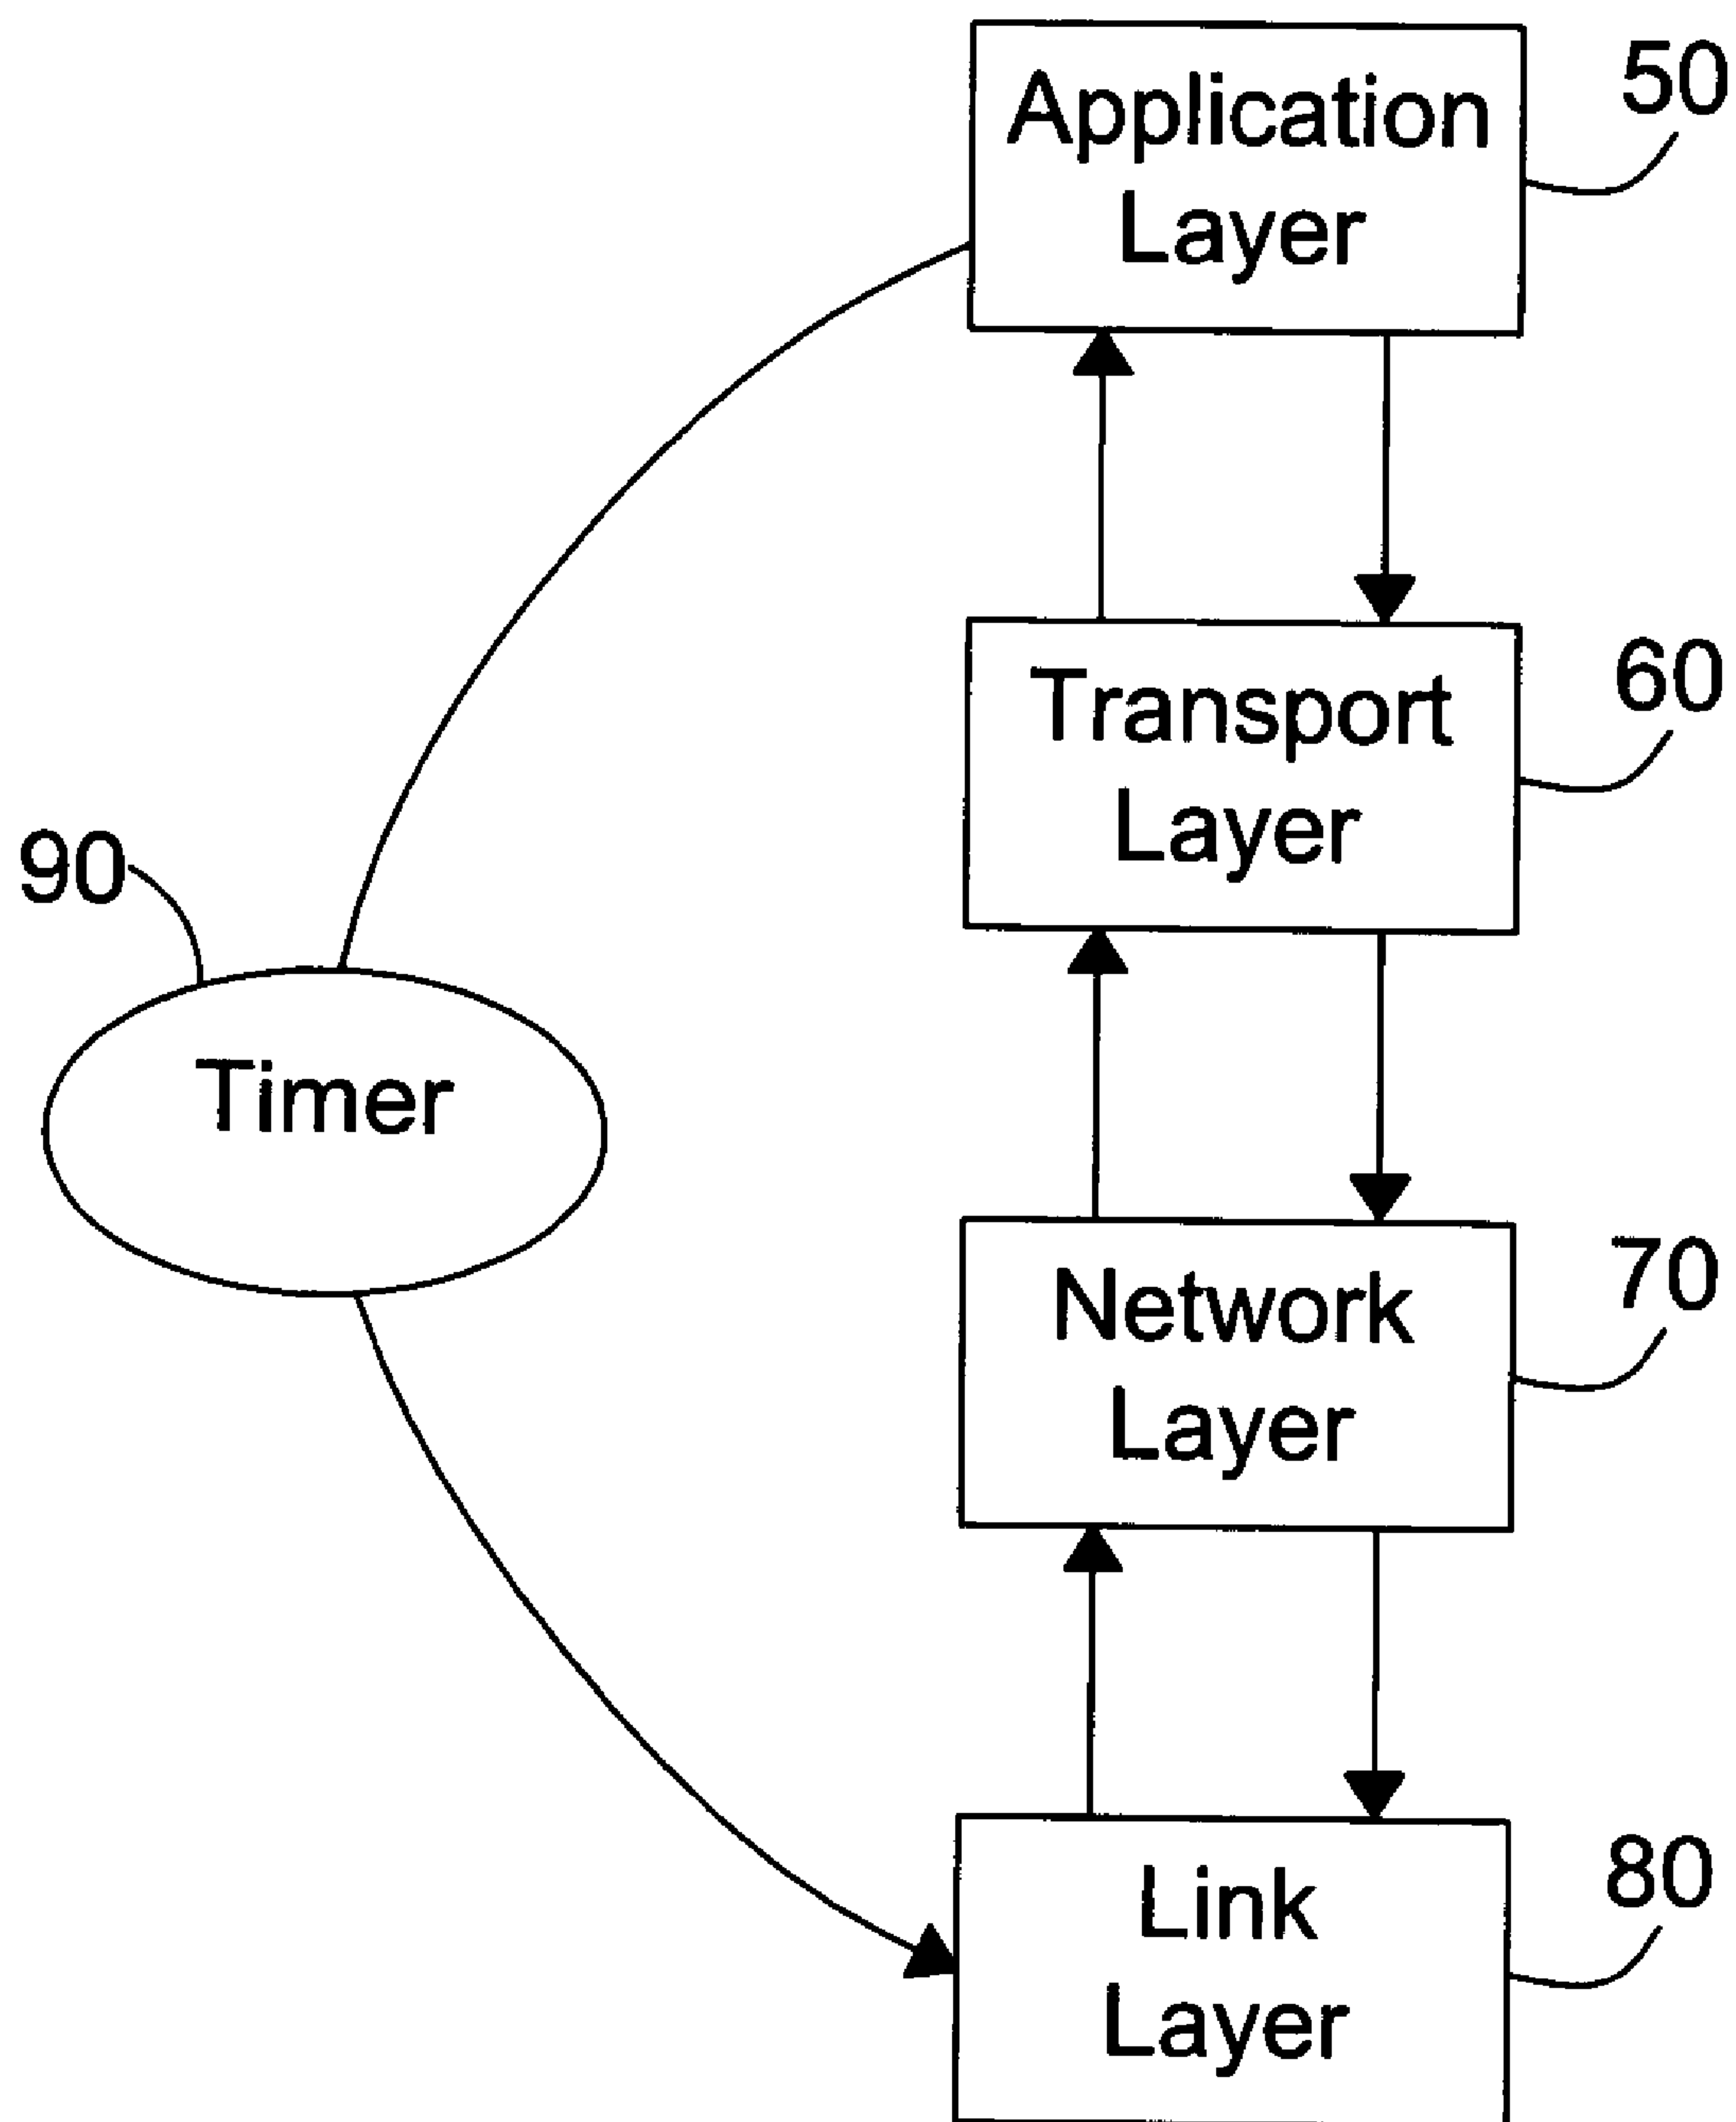 Application
Layer
50
Transport
Layer
60
90
Timer
Network
Layer
70
Link
Layer
80